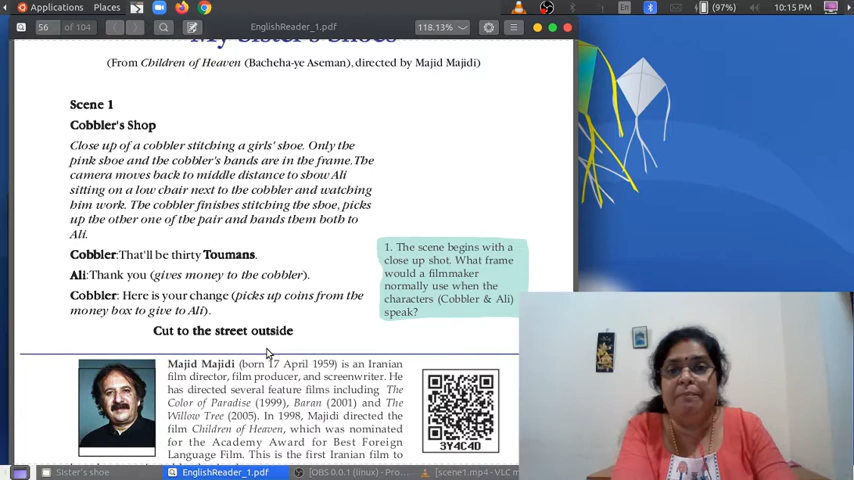 Applications Places En (97%) 10:15 PM
56 of 104 EnglishReader_1.pdf 118.13%
My Sister's Shoes
(From Children of Heaven (Bacheha-ye Aseman), directed by Majid Majidi)
Scene 1
Cobbler's Shop
Close up of a cobbler stitching a girls' shoe. Only the
pink shoe and the cobbler's hands are in the frame.The
camera moves back to middle distance to show Ali
sitting on a low chair next to the cobbler and watching
him work. The cobbler finishes stitching the shoe, picks
up the other one of the pair and hands them both to
Ali.
Cobbler:That'll be thirty Toumans.
Ali:Thank you (gives money to the cobbler).
Cobbler: Here is your change (picks up coins from the
money box to give to Ali).
Cut to the street outside
1. The scene begins with a
close up shot. What frame
would a filmmaker
normally use when the
characters (Cobbler & Ali)
speak?
Majid Majidi (born 17 April 1959) is an Iranian
film director, film producer, and screenwriter. He
has directed several feature films including The
Color of Paradise (1999), Baran (2001) and The
Willow Tree (2005). In 1998, Majidi directed the
film Children of Heaven, which was nominated
for the Academy Award for Best Foreign
Language Film. This is the first Iranian film to
3Y4C4D
Sister's shoe EnglishReader_1.pdf [OBS 0.0.1 (linux) - Pro... [scene1.mp4 - VLC m